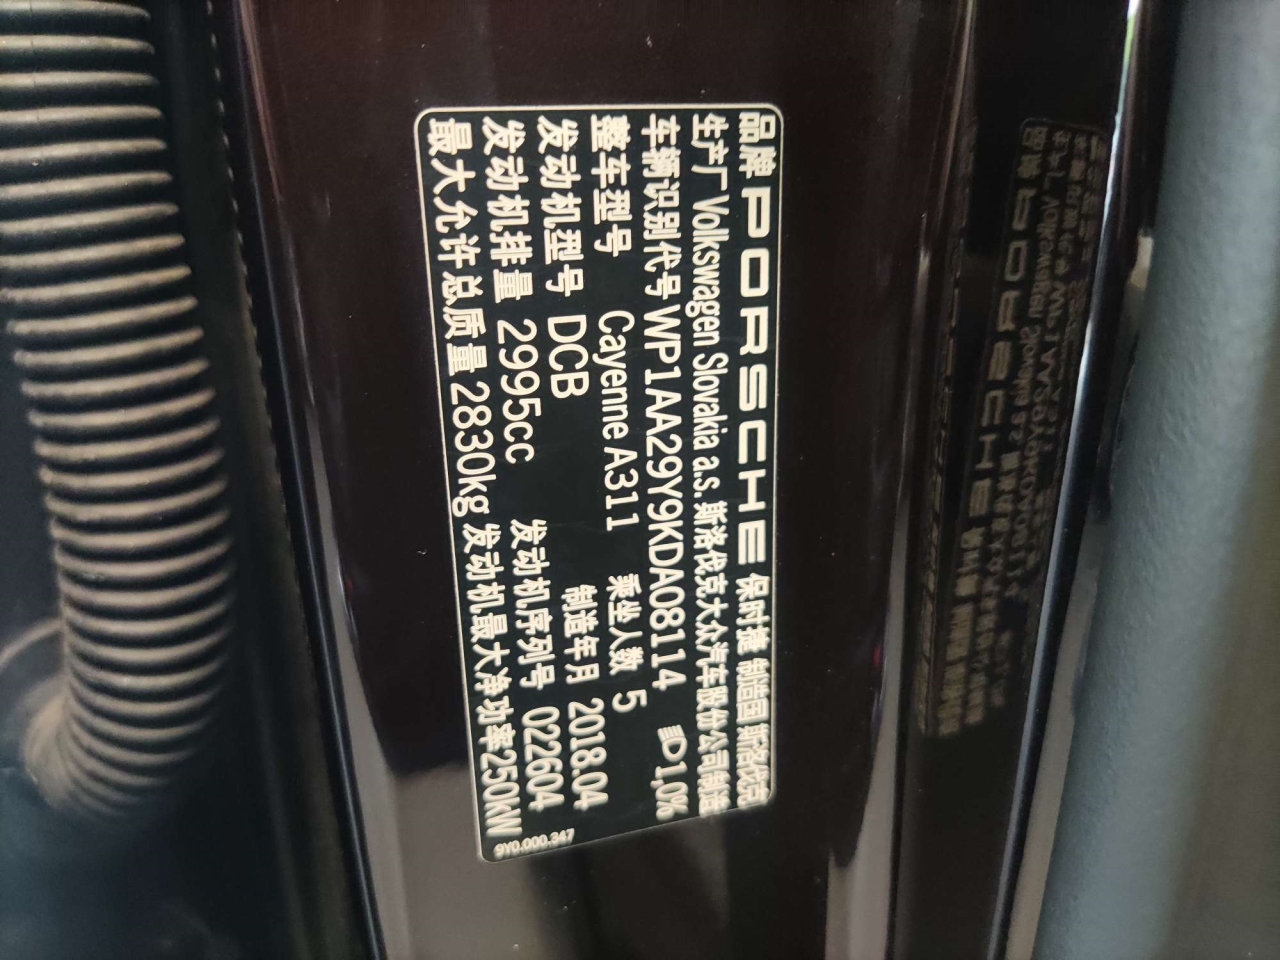 品牌 PORSCHE 保时捷 制造国 斯洛伐克
生产厂 Volkswagen Slovakia a.s. 斯洛伐克大众汽车股份公司制造
车辆识别代号 WP1AA29Y9KDA08114 1,0%
整车型号 Cayenne A311 乘坐人数 5
发动机型号 DCB 制造年月 2018.04
发动机排量 2995cc 发动机序列号 022604
最大允许总质量 2830kg 发动机最大净功率 250kW
9Y0.000.347